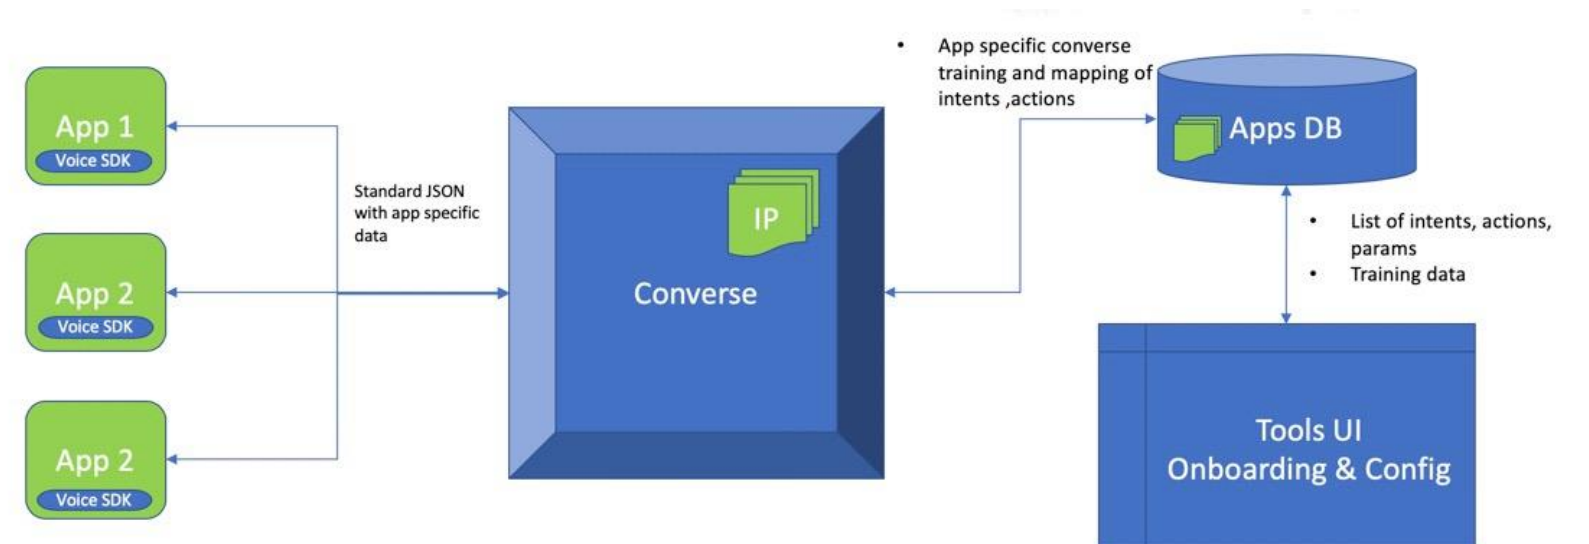 App 1
Voice SDK
App 2
Voice SDK
App 2
Voice SDK
Standard JSON
with app specific
data
IP
Converse
• App specific converse
training and mapping of
intents ,actions
Apps DB
• List of intents, actions,
params
• Training data
Tools UI
Onboarding & Config